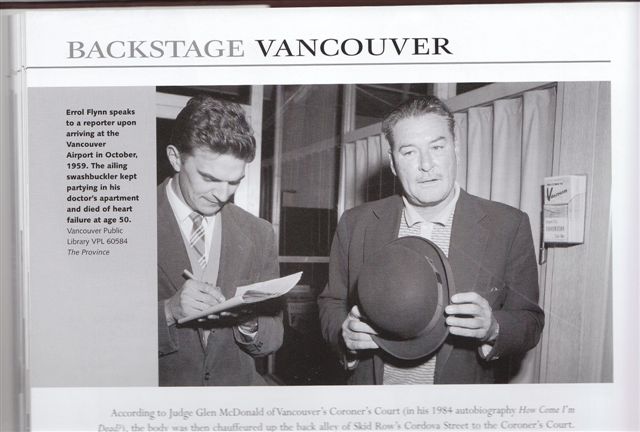 BACKSTAGE VANCOUVER
Errol Flynn speaks
to a reporter upon
arriving at the
Vancouver
Airport in October,
1959. The ailing
swashbuckler kept
partying in his
doctor's apartment
and died of heart
failure at age 50.
Vancouver Public
Library VPL 60584
The Province
Vancouver
According to Judge Glen McDonald of Vancouver's Coroner's Court (in his 1984 autobiography How Come I'm
Dead?), the body was then chauffeured up the back alley of Skid Row's Cordova Street to the Coroner's Court.